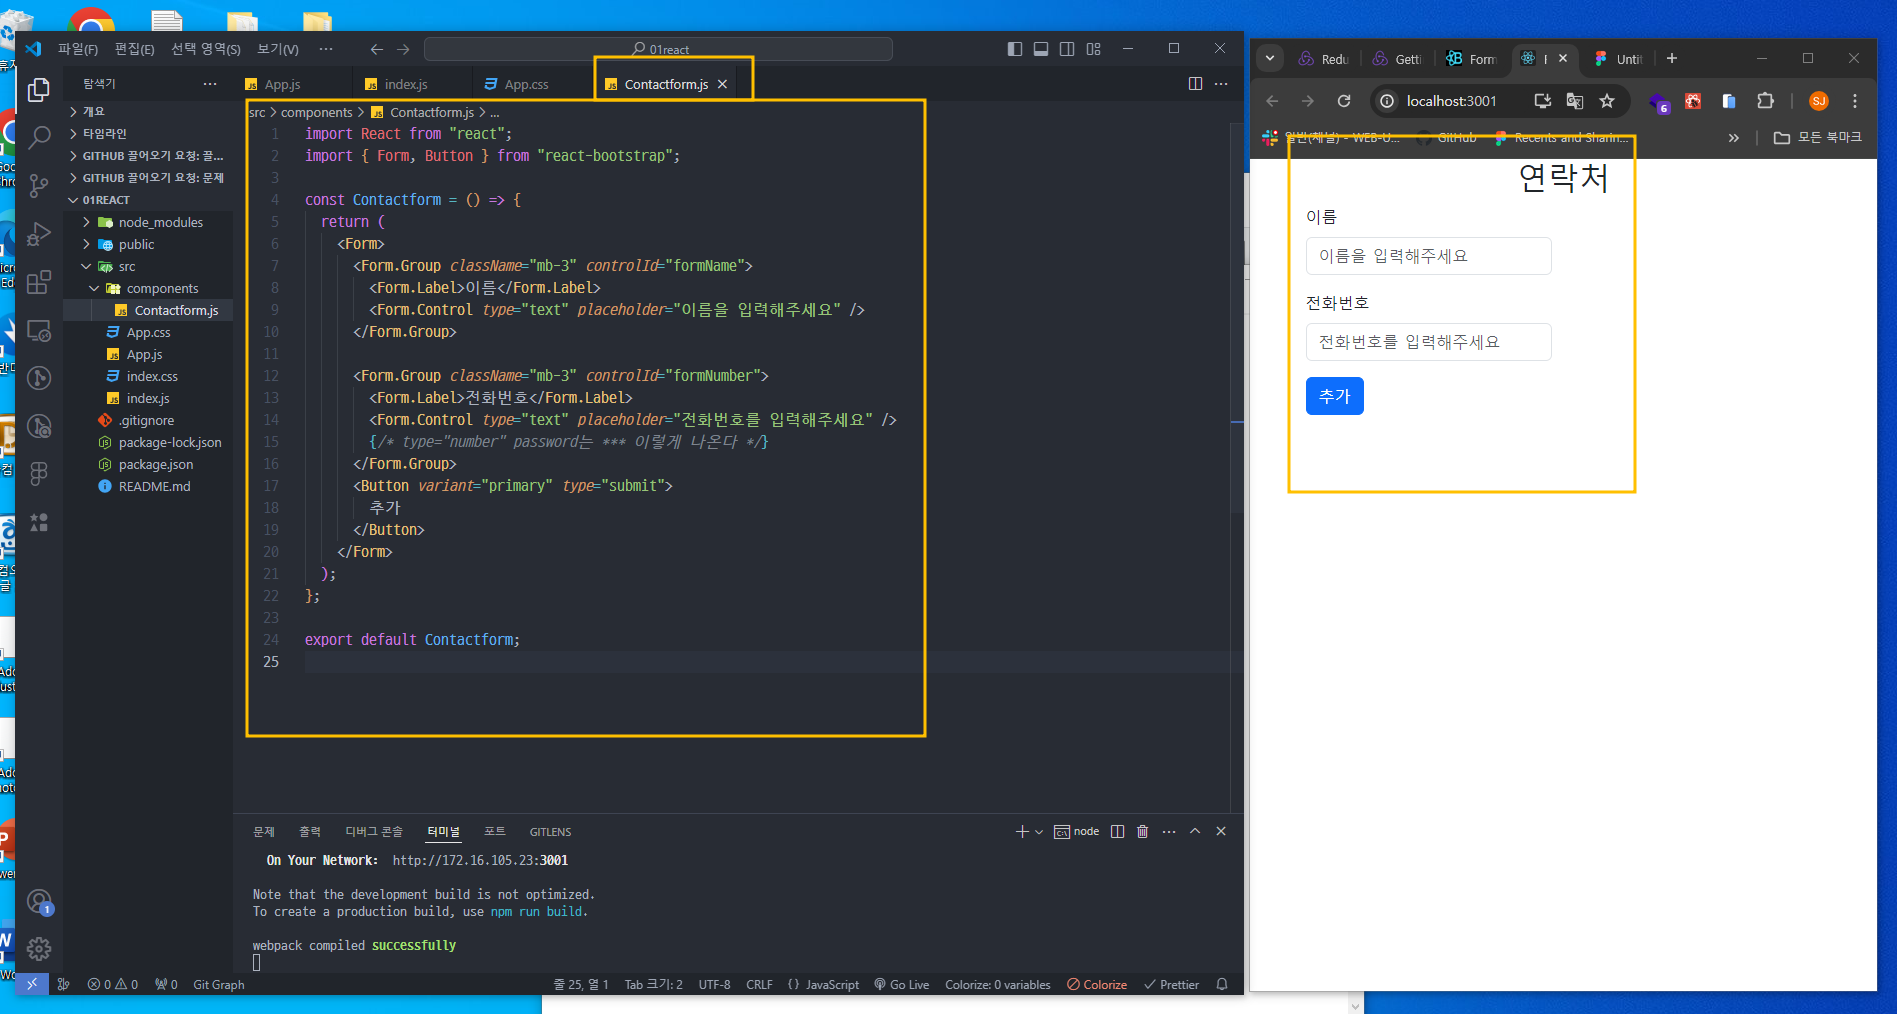 파일(F) 편집(E) 선택 영역(S) 보기(V) ··· 01react
탐색기 ···
개요
타임라인
GITHUB 끌어오기 요청: 끌...
GITHUB 끌어오기 요청: 문제
01REACT
node_modules
public
src
components
Contactform.js
App.css
App.js
index.css
index.js
.gitignore
package-lock.json
package.json
README.md
App.js index.js App.css Contactform.js
src > components > Contactform.js > ...
1 import React from "react";
2 import { Form, Button } from "react-bootstrap";
3
4 const Contactform = () => {
5 return (
6 <Form>
7 <Form.Group className="mb-3" controlId="formName">
8 <Form.Label>이름</Form.Label>
9 <Form.Control type="text" placeholder="이름을 입력해주세요" />
10 </Form.Group>
11
12 <Form.Group className="mb-3" controlId="formNumber">
13 <Form.Label>전화번호</Form.Label>
14 <Form.Control type="text" placeholder="전화번호를 입력해주세요" />
15 {/* type="number" password는 *** 이렇게 나온다 */}
16 </Form.Group>
17 <Button variant="primary" type="submit">
18 추가
19 </Button>
20 </Form>
21 );
22 };
23
24 export default Contactform;
25
문제 출력 디버그 콘솔 터미널 포트 GITLENS node
On Your Network: http://172.16.105.23:3001
Note that the development build is not optimized.
To create a production build, use npm run build.
webpack compiled successfully
0 0 0 Git Graph 줄 25, 열 1 Tab 크기: 2 UTF-8 CRLF {} JavaScript Go Live Colorize: 0 variables Colorize Prettier
1
Redu Getti Form Untit
localhost:3001 6 SJ
일반(채널) - WEB-U... GitHub Recents and Sharin... » 모든 북마크
연락처
이름
이름을 입력해주세요
전화번호
전화번호를 입력해주세요
추가